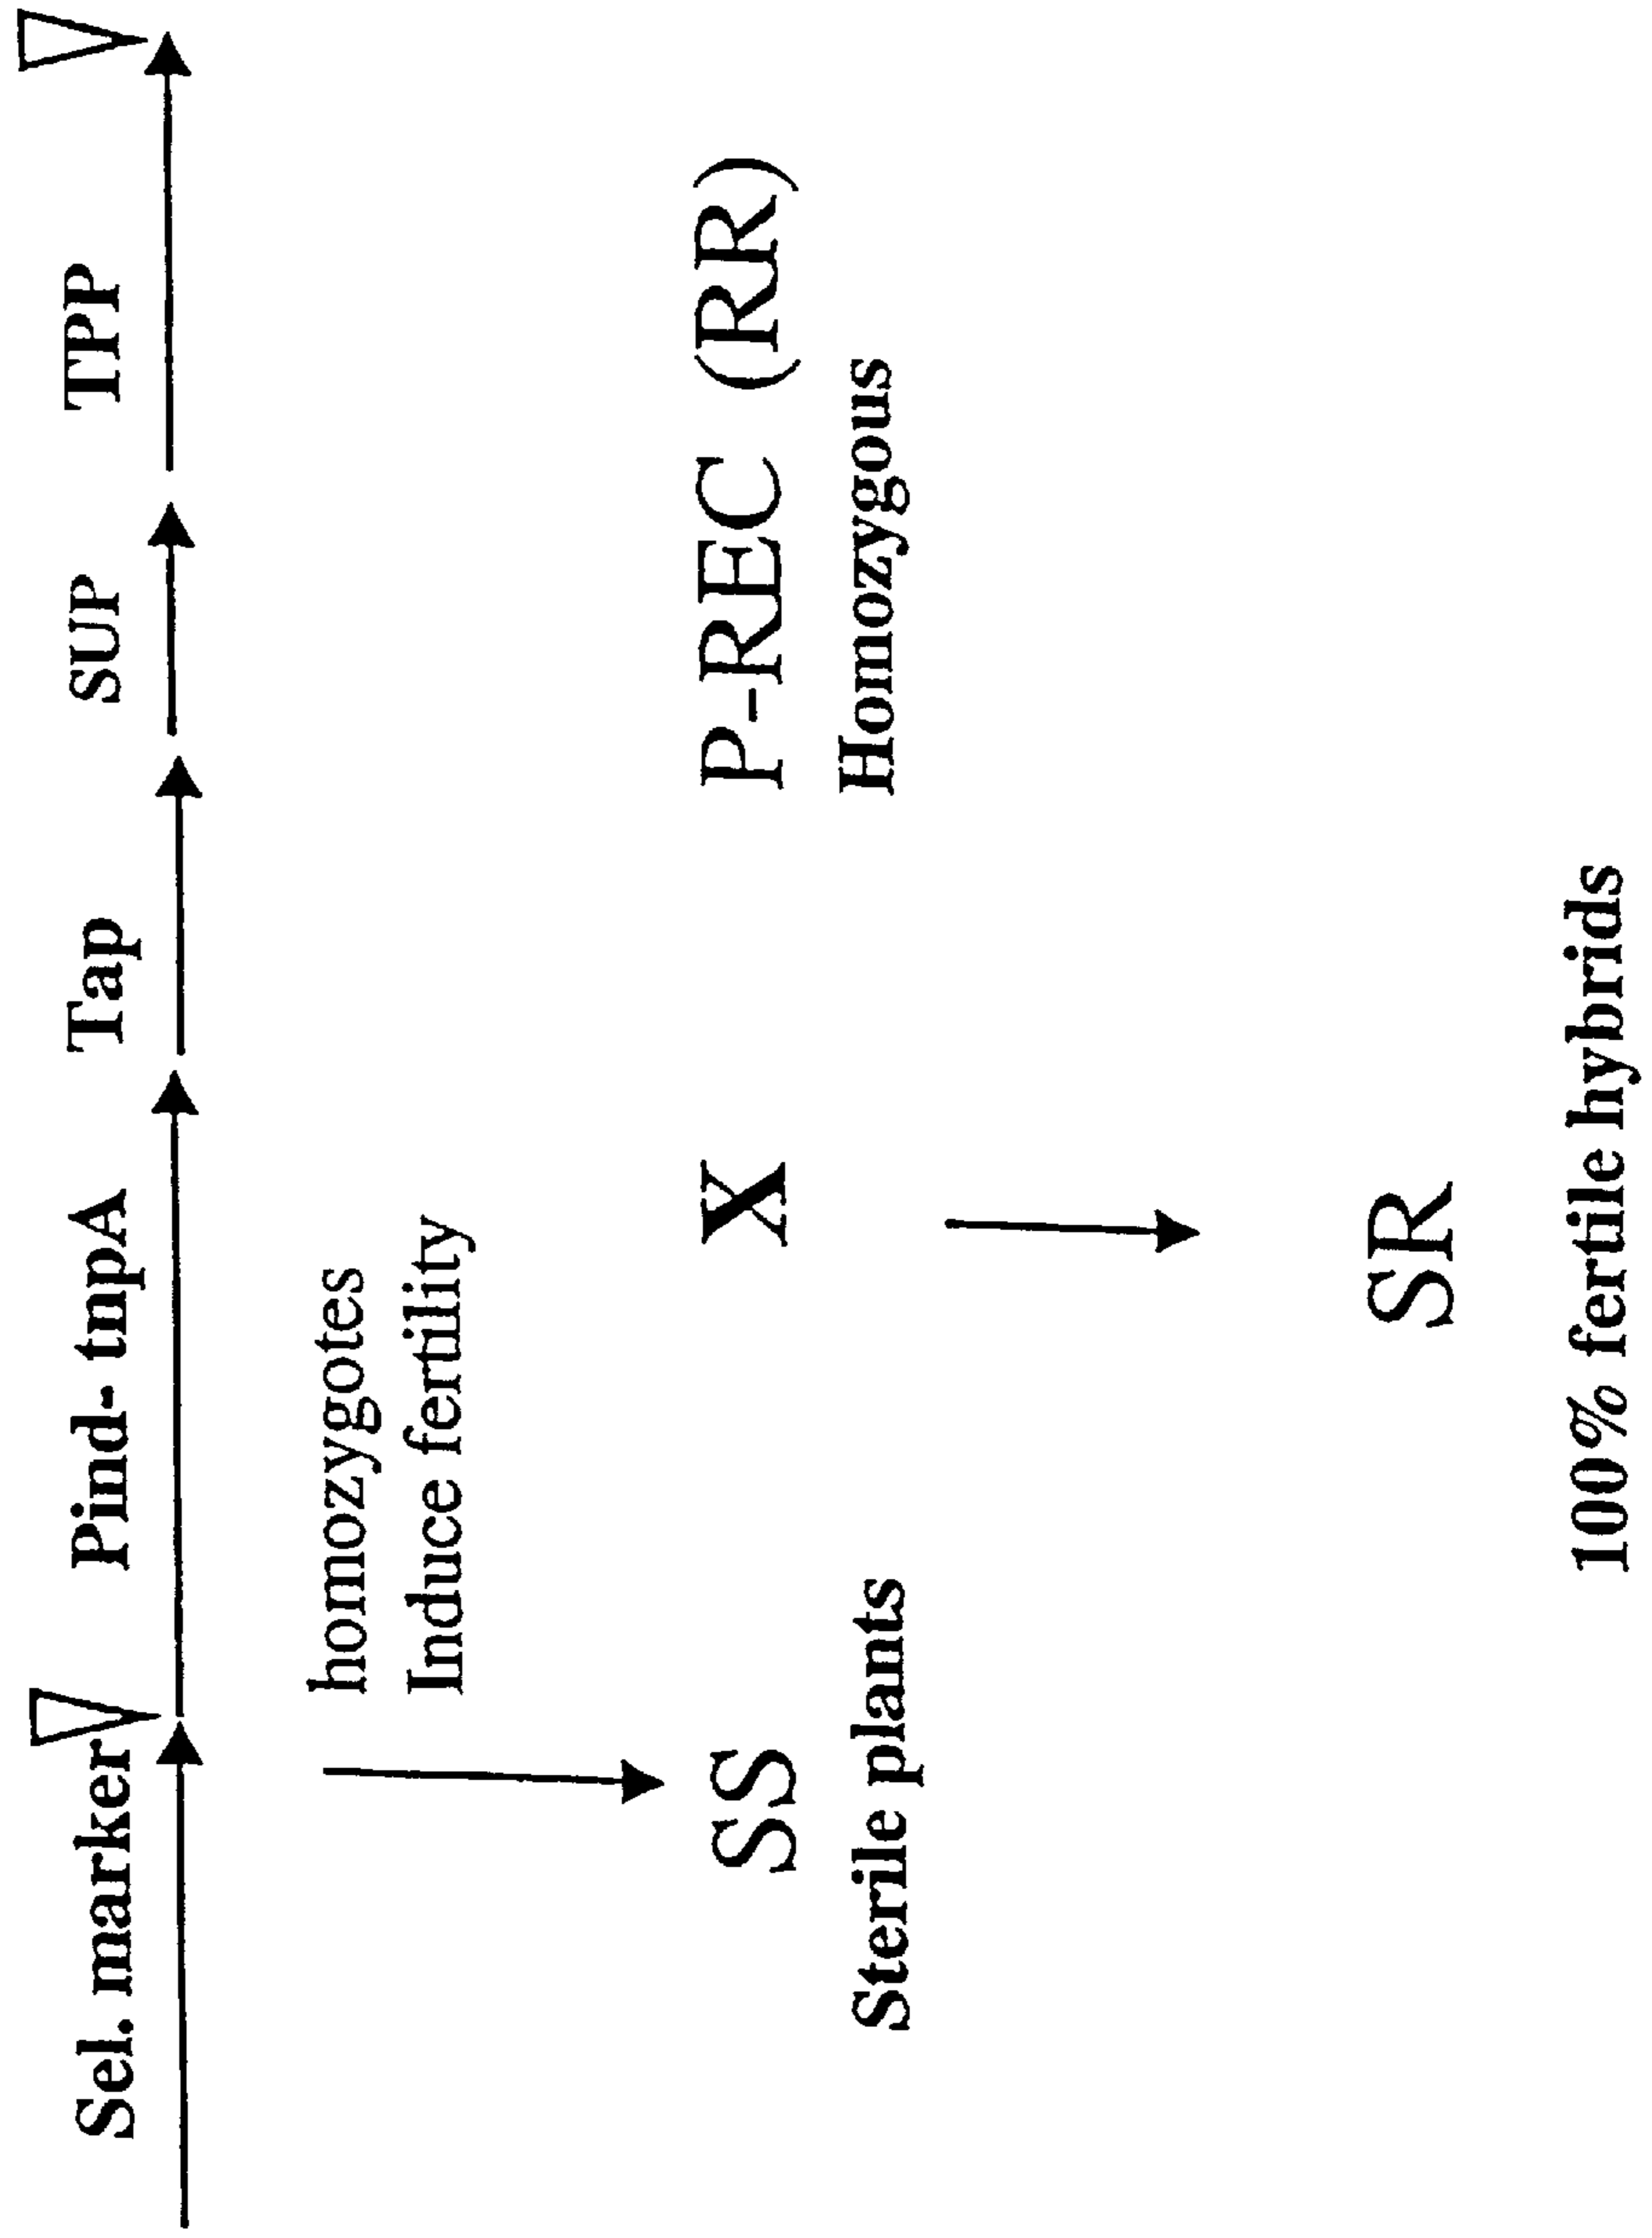 Sel. marker Pind-tnpA Tap SUP TPP
homozygotes
Induce fertility
SS X P-REC (RR)
Sterile plants Homozygous
SR
100% fertile hybrids